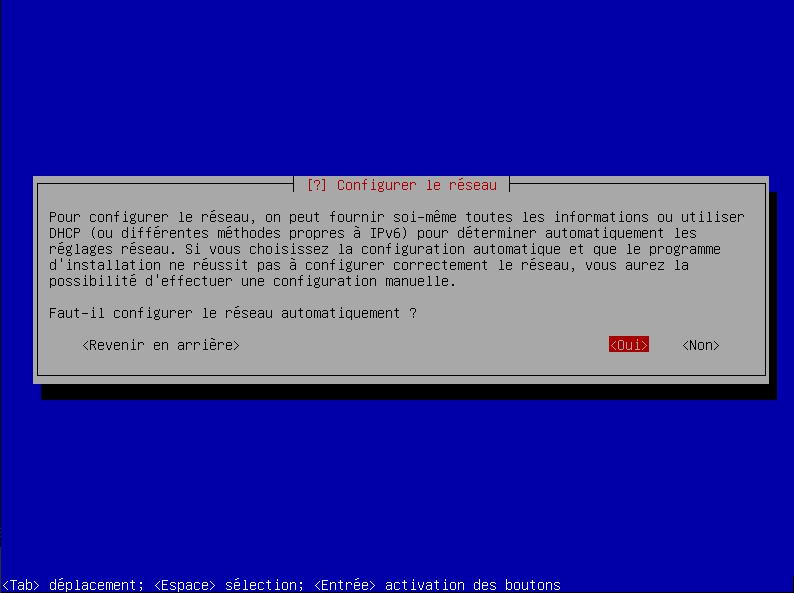 [?] Configurer le réseau
Pour configurer le réseau, on peut fournir soi-même toutes les informations ou utiliser
DHCP (ou différentes méthodes propres à IPv6) pour déterminer automatiquement les
réglages réseau. Si vous choisissez la configuration automatique et que le programme
d'installation ne réussit pas à configurer correctement le réseau, vous aurez la
possibilité d'effectuer une configuration manuelle.
Faut-il configurer le réseau automatiquement ?
<Revenir en arrière> <Oui> <Non>
<Tab> déplacement; <Espace> sélection; <Entrée> activation des boutons